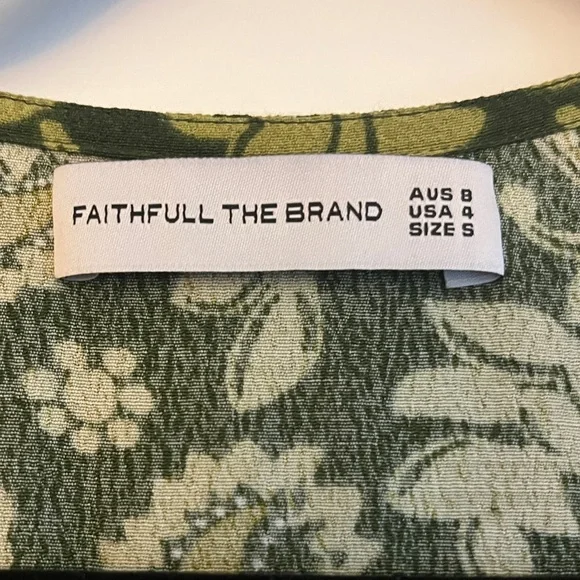 FAITHFULL THE BRAND
AUS 8
USA 4
SIZE S